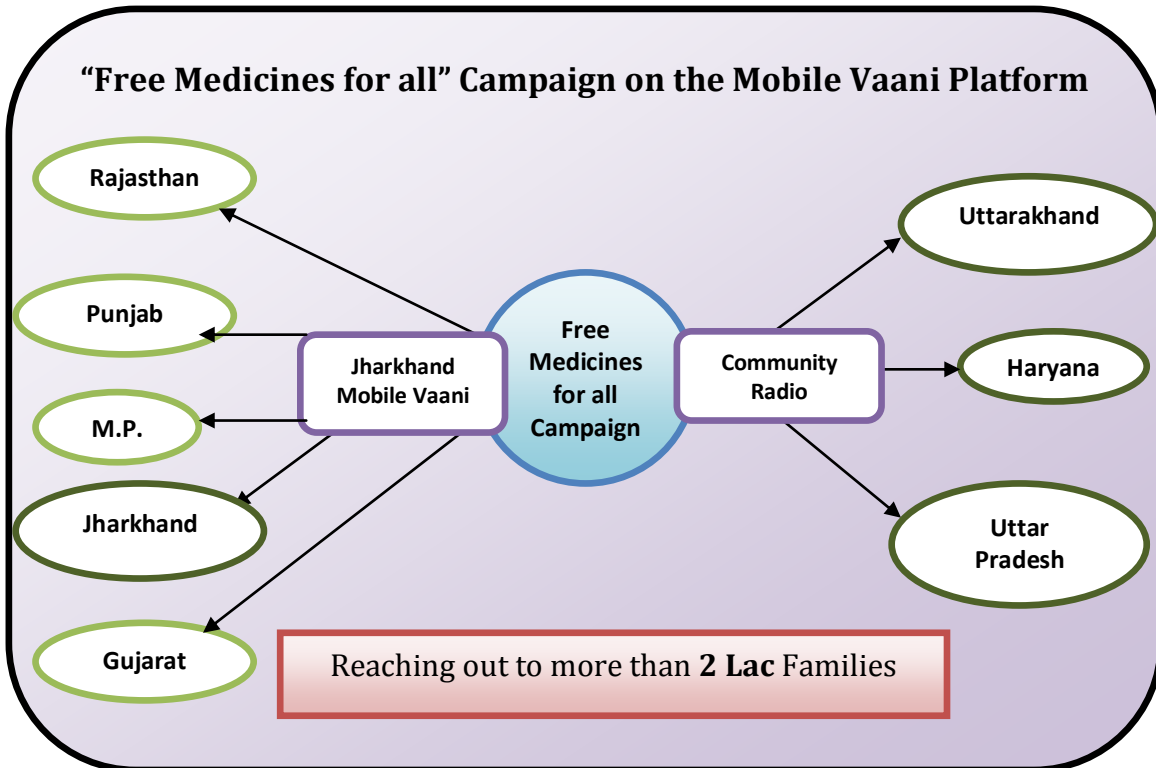 “Free Medicines for all” Campaign on the Mobile Vaani Platform
Rajasthan
Punjab
M.P.
Jharkhand
Gujarat
Jharkhand
Mobile Vaani
Free
Medicines
for all
Campaign
Community
Radio
Uttarakhand
Haryana
Uttar
Pradesh
Reaching out to more than 2 Lac Families